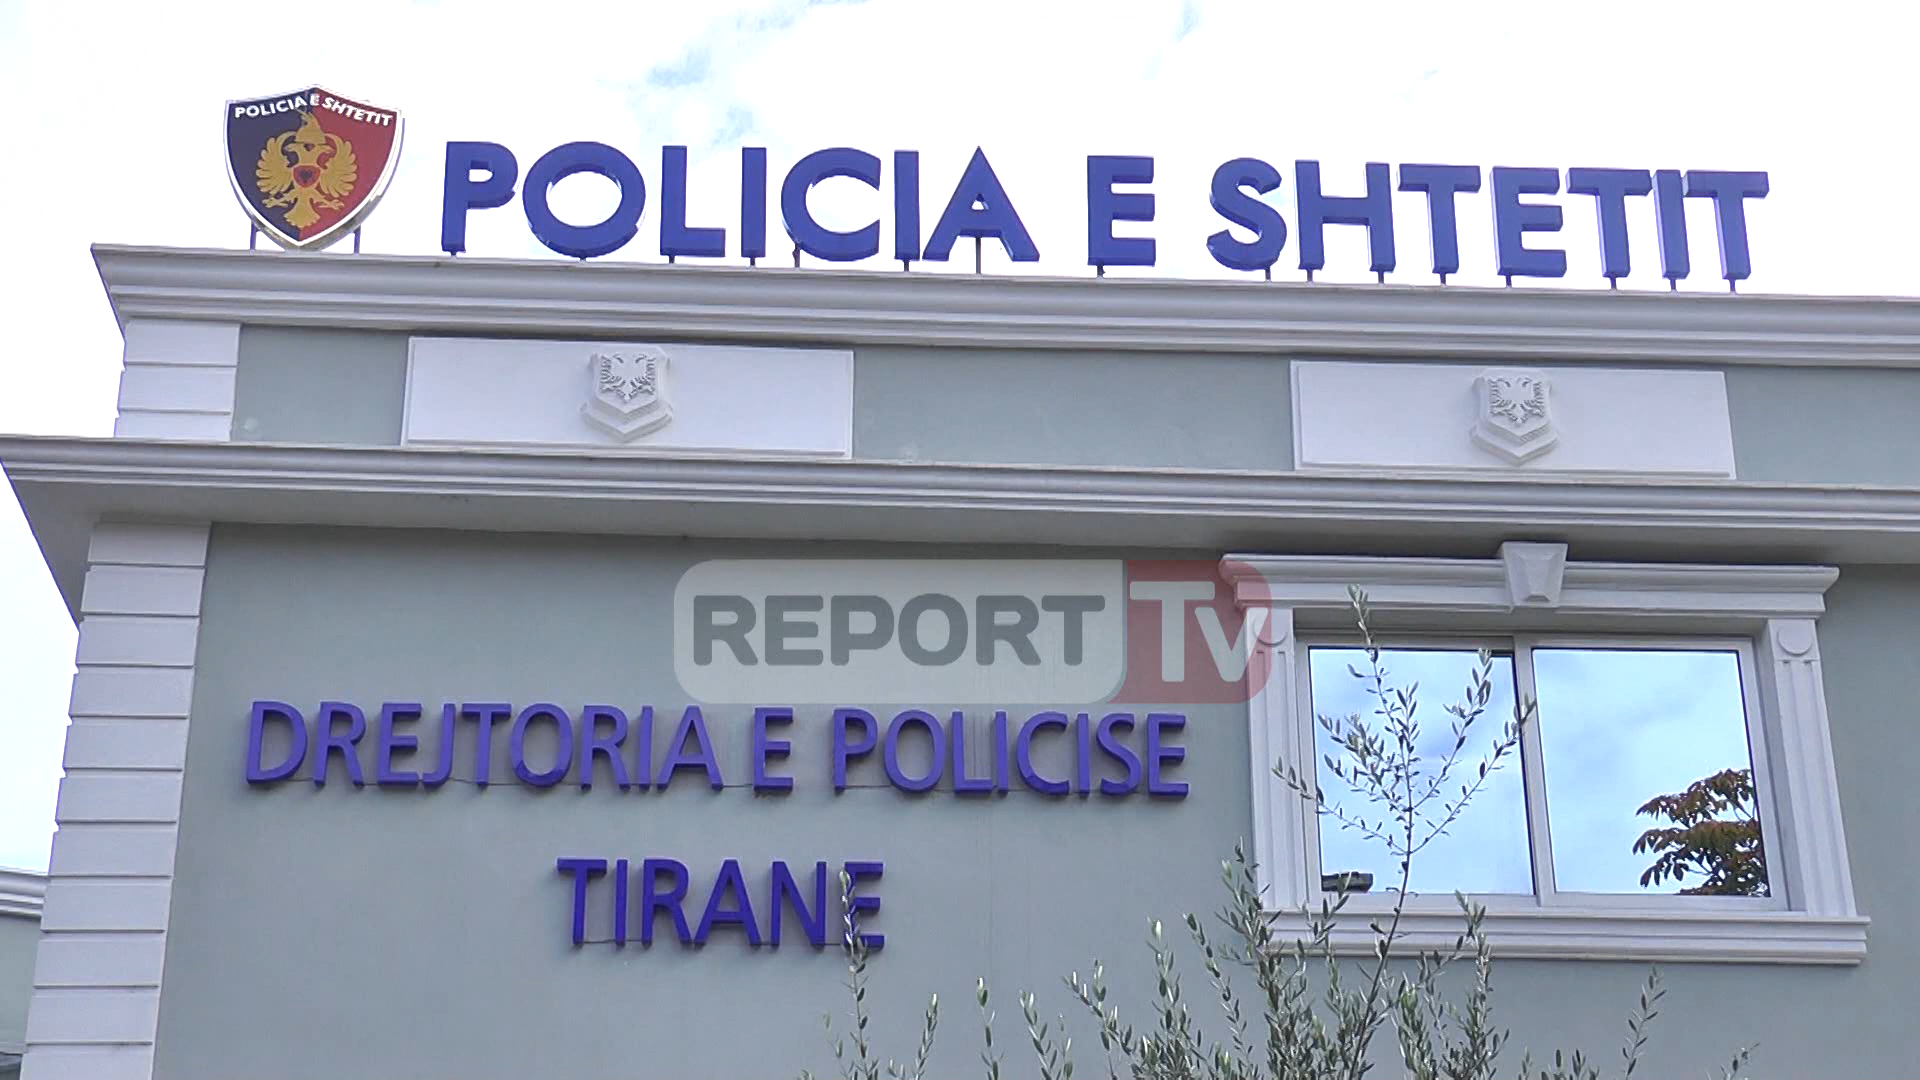 POLICIA E SHTETIT
POLICIA E SHTETIT
REPORT TV
DREJTORIA E POLICISE
TIRANE